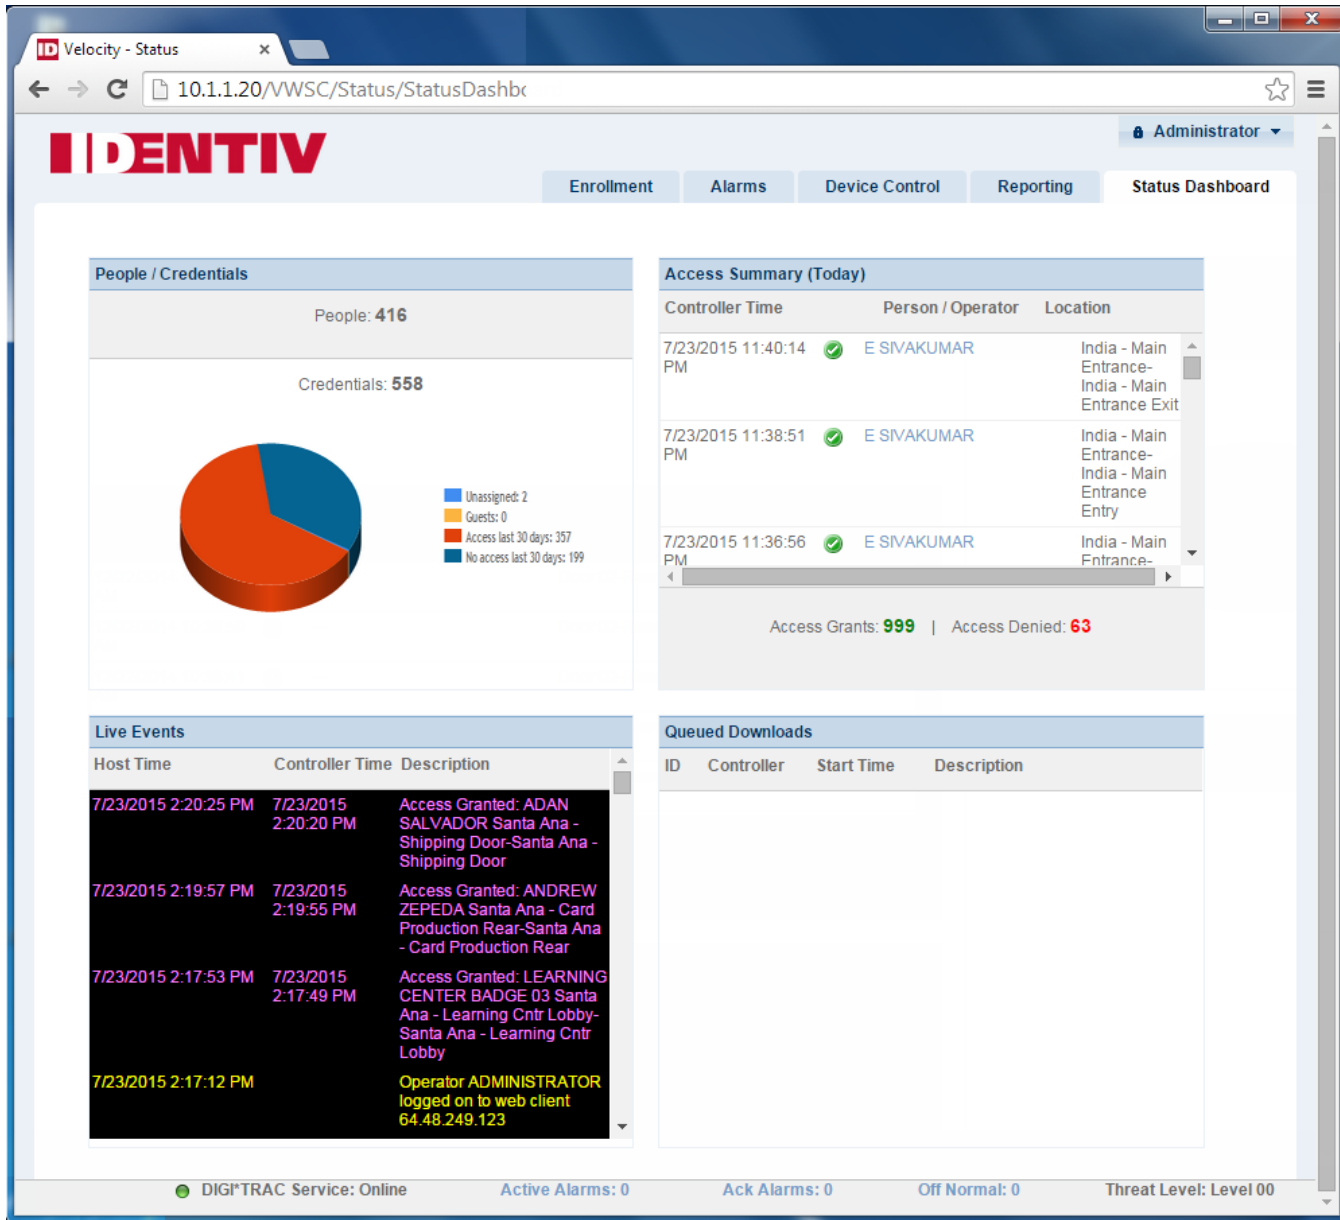 ID Velocity - Status
10.1.1.20/VWSC/Status/StatusDashbo
IDENTIV
Administrator
Enrollment Alarms Device Control Reporting Status Dashboard
People / Credentials
People: 416
Credentials: 558
Unassigned: 2
Guests: 0
Access last 30 days: 357
No access last 30 days: 199
Access Summary (Today)
Controller Time Person / Operator Location
7/23/2015 11:40:14 E SIVAKUMAR India - Main
PM Entrance-
India - Main
Entrance Exit
7/23/2015 11:38:51 E SIVAKUMAR India - Main
PM Entrance-
India - Main
Entrance
Entry
7/23/2015 11:36:56 E SIVAKUMAR India - Main
PM Entrance-
Access Grants: 999 | Access Denied: 63
Live Events
Host Time Controller Time Description
7/23/2015 2:20:25 PM 7/23/2015 Access Granted: ADAN
2:20:20 PM SALVADOR Santa Ana -
Shipping Door-Santa Ana -
Shipping Door
7/23/2015 2:19:57 PM 7/23/2015 Access Granted: ANDREW
2:19:55 PM ZEPEDA Santa Ana - Card
Production Rear-Santa Ana
- Card Production Rear
7/23/2015 2:17:53 PM 7/23/2015 Access Granted: LEARNING
2:17:49 PM CENTER BADGE 03 Santa
Ana - Learning Cntr Lobby-
Santa Ana - Learning Cntr
Lobby
7/23/2015 2:17:12 PM Operator ADMINISTRATOR
logged on to web client
64.48.249.123
Queued Downloads
ID Controller Start Time Description
DIGI*TRAC Service: Online Active Alarms: 0 Ack Alarms: 0 Off Normal: 0 Threat Level: Level 00